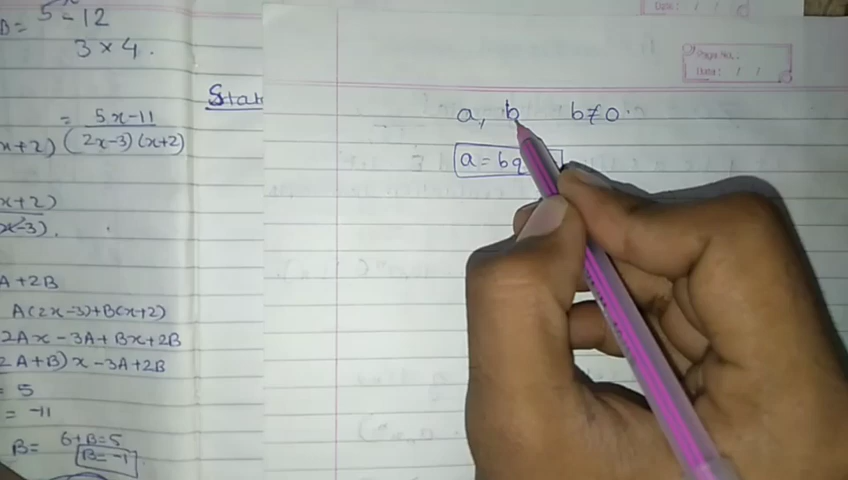 B = 5 - 12
3 × 4.
= 5x-11
x+2) (2x-3)(x+2)
x+2)
x-3).
A+2B
A(2x-3)+B(x+2)
2Ax - 3A + Bx + 2B
2A+B)x - 3A+2B
= 5
= -11
B = 6+B=5
B=-1
Stat
Page No.
Date: / /
Date: / /
a, b b≠0.
a = bq